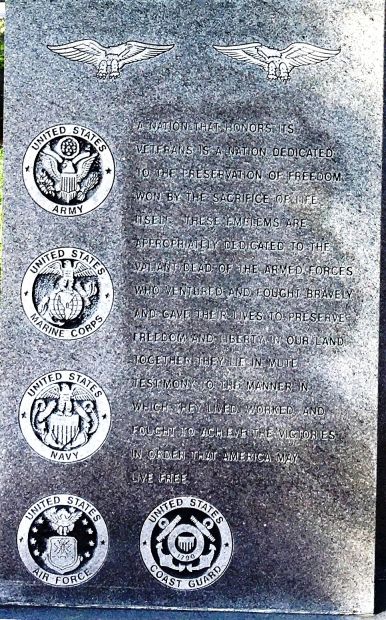 UNITED STATES
ARMY
UNITED STATES
MARINE CORPS
UNITED STATES
NAVY
UNITED STATES
AIR FORCE
UNITED STATES
1790
COAST GUARD
A NATION THAT HONORS ITS
VETERANS IS A NATION DEDICATED
TO THE PRESERVATION OF FREEDOM
WON BY THE SACRIFICE OF LIFE
ITSELF. THESE EMBLEMS ARE
APPROPRIATELY DEDICATED TO THE
VALIANT DEAD OF THE ARMED FORCES
WHO VENTURED AND FOUGHT BRAVELY
AND GAVE THEIR LIVES TO PRESERVE
FREEDOM AND LIBERTY IN OUR LAND
TOGETHER THEY LIE IN MUTE
TESTIMONY TO THE MANNER IN
WHICH THEY LIVED, WORKED, AND
FOUGHT TO ACHIEVE THE VICTORIES
IN ORDER THAT AMERICA MAY
LIVE FREE